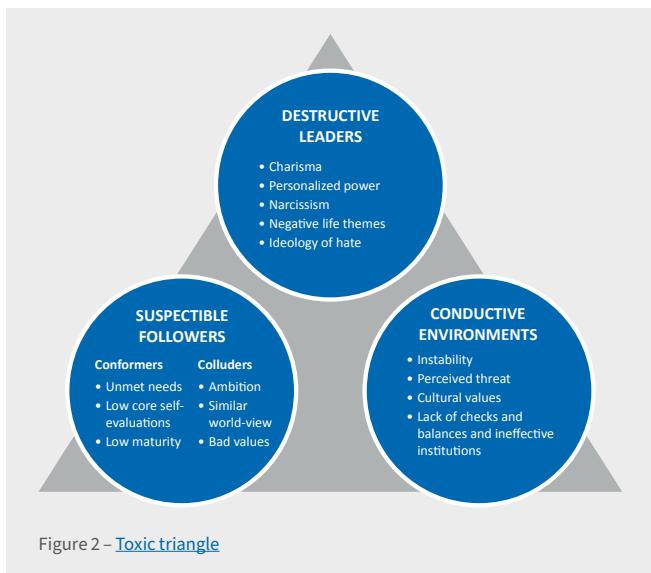 DESTRUCTIVE
LEADERS
• Charisma
• Personalized power
• Narcissism
• Negative life themes
• Ideology of hate
SUSPECTIBLE
FOLLOWERS
Conformers
• Unmet needs
• Low core self-
evaluations
• Low maturity
Colluders
• Ambition
• Similar
world-view
• Bad values
CONDUCTIVE
ENVIRONMENTS
• Instability
• Perceived threat
• Cultural values
• Lack of checks and
balances and ineffective
institutions
Figure 2 – Toxic triangle